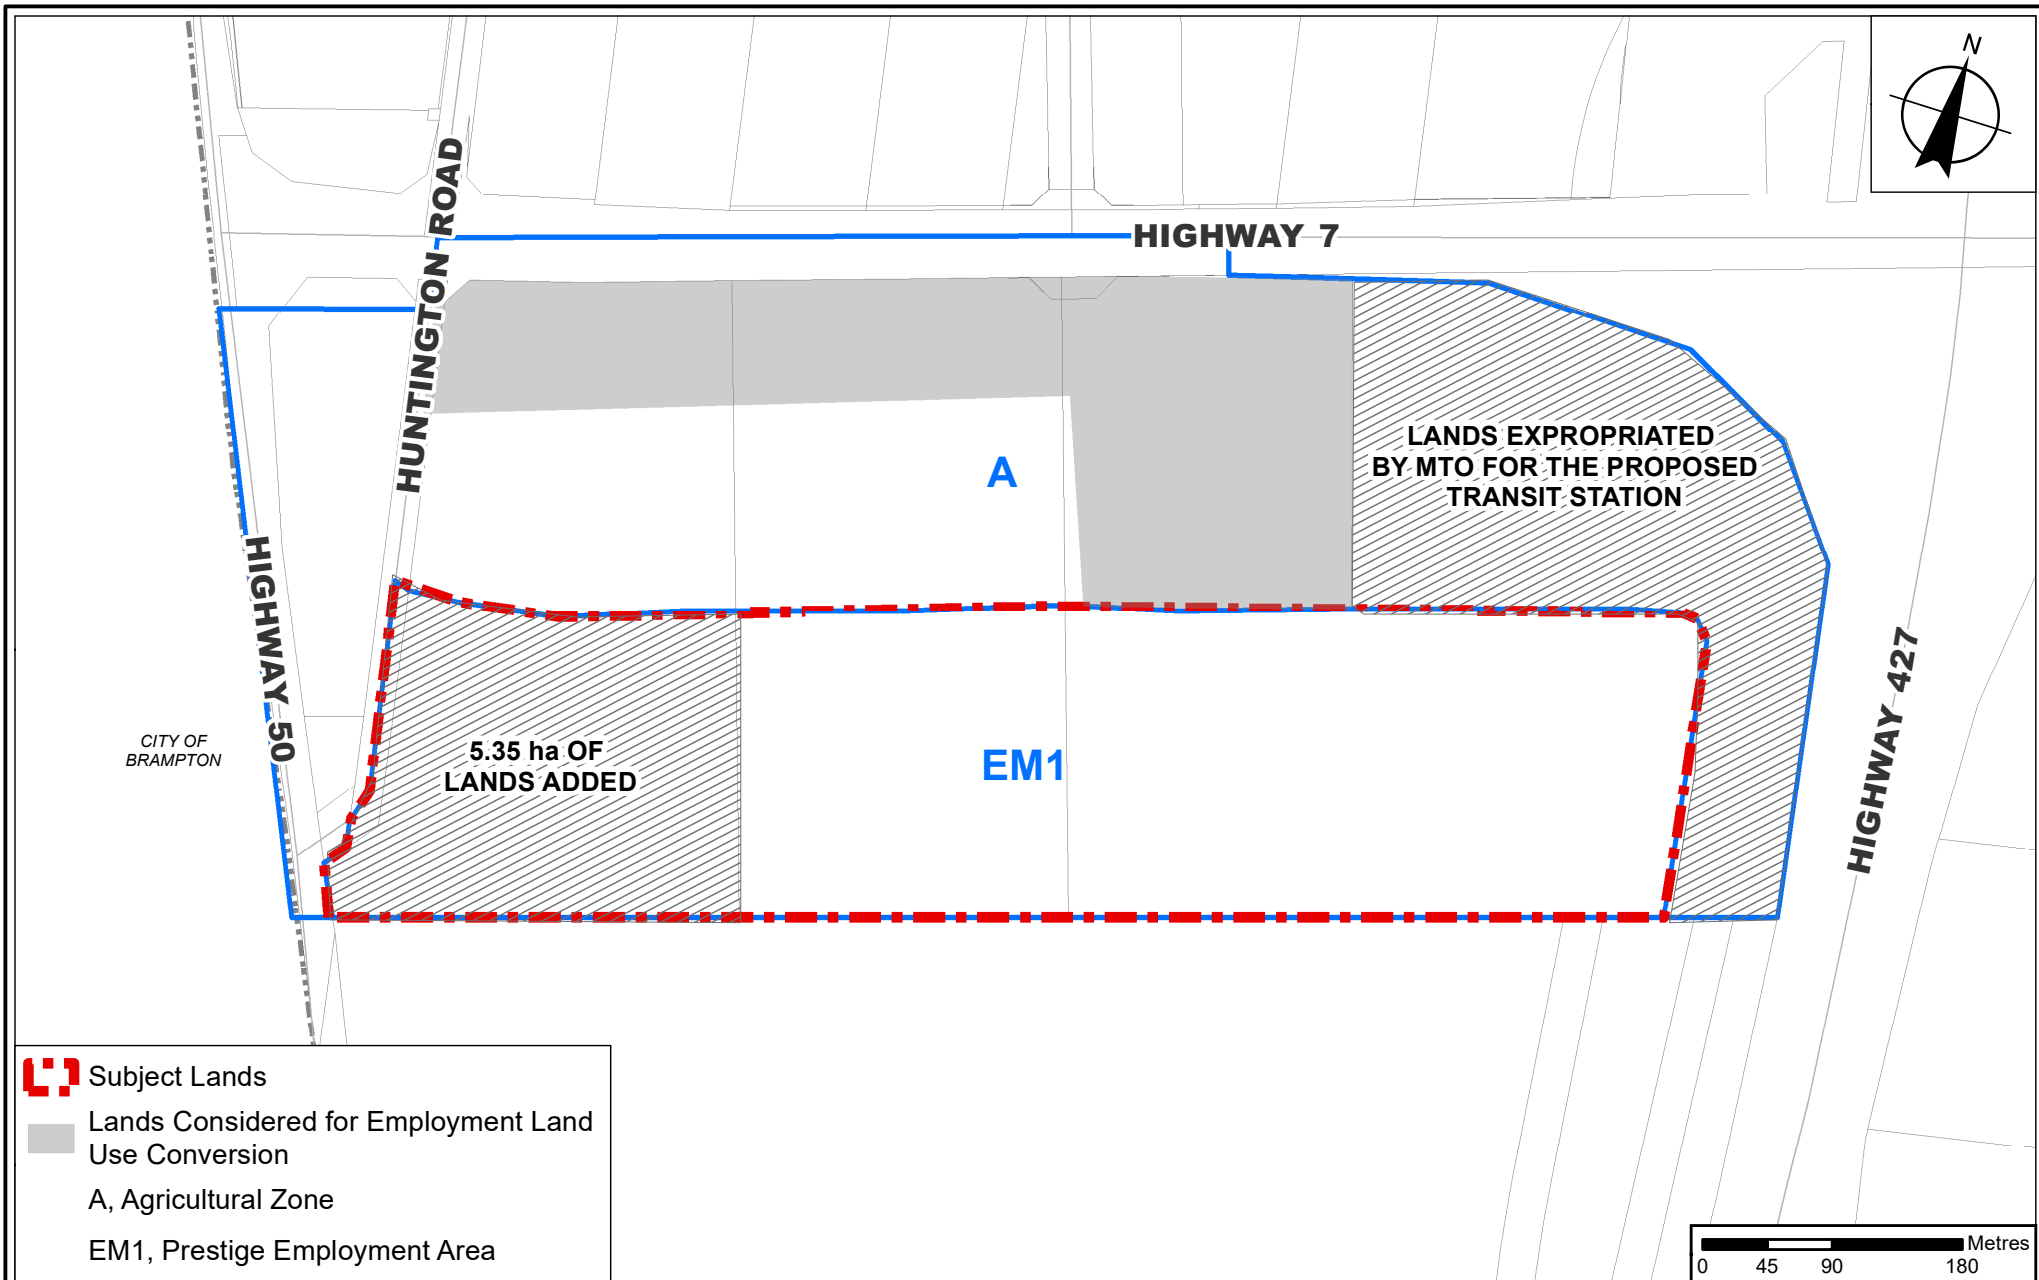 N
HUNTINGTON ROAD
HIGHWAY 7
LANDS EXPROPRIATED
BY MTO FOR THE PROPOSED
TRANSIT STATION
A
HIGHWAY 50
HIGHWAY 427
CITY OF
BRAMPTON
5.35 ha OF
LANDS ADDED
EM1
Subject Lands
Lands Considered for Employment Land
Use Conversion
A, Agricultural Zone
EM1, Prestige Employment Area
Metres
0 45 90 180